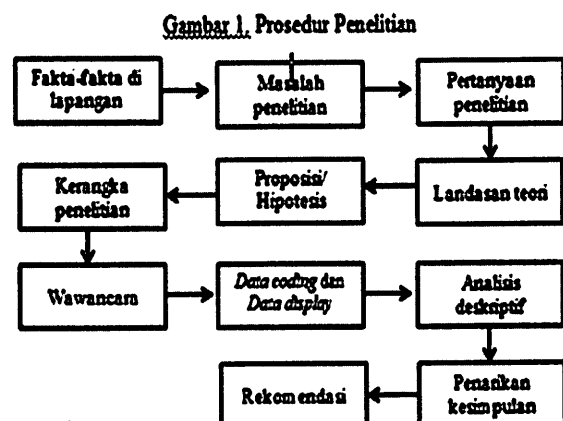 Gambar 1. Prosedur Penelitian
Fakta-fakta di
lapangan
Masalah
penelitian
Pertanyaan
penelitian
Kerangka
penelitian
Proposisi/
Hipotesis
Landasan teori
Wawancara
Data coding dan
Data display
Analisis
deskriptif
Rekomendasi
Penarikan
kesimpulan